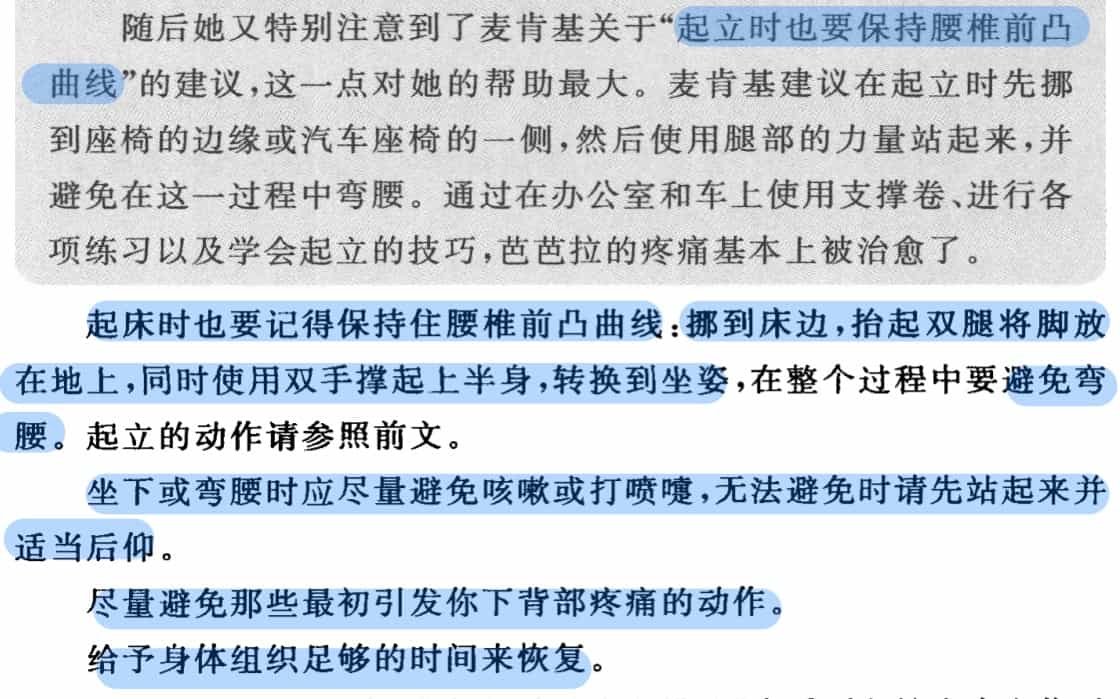 随后她又特别注意到了麦肯基关于“起立时也要保持腰椎前凸
曲线”的建议，这一点对她的帮助最大。麦肯基建议在起立时先挪
到座椅的边缘或汽车座椅的一侧，然后使用腿部的力量站起来，并
避免在这一过程中弯腰。通过在办公室和车上使用支撑卷、进行各
项练习以及学会起立的技巧，芭芭拉的疼痛基本上被治愈了。
起床时也要记得保持住腰椎前凸曲线：挪到床边，抬起双腿将脚放
在地上，同时使用双手撑起上半身，转换到坐姿，在整个过程中要避免弯
腰。起立的动作请参照前文。
坐下或弯腰时应尽量避免咳嗽或打喷嚏，无法避免时请先站起来并
适当后仰。
尽量避免那些最初引发你下背部疼痛的动作。
给予身体组织足够的时间来恢复。